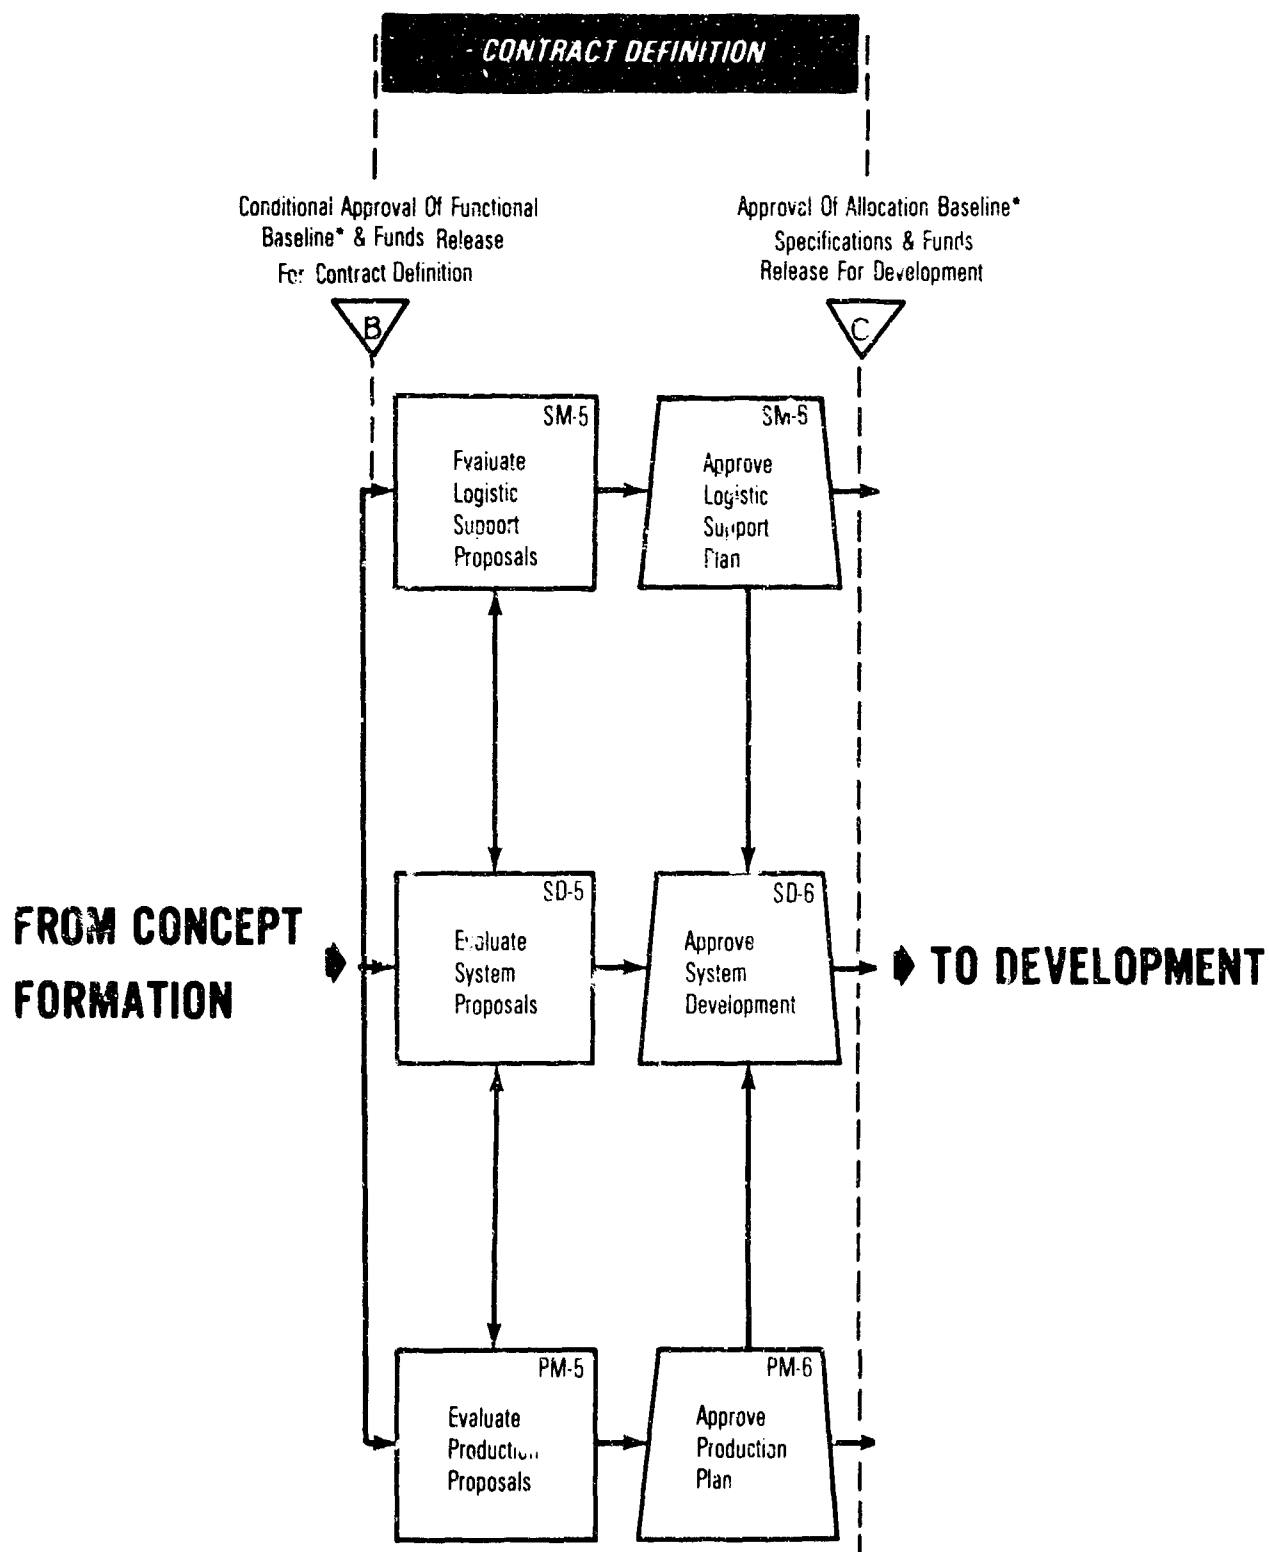 CONTRACT DEFINITION
Conditional Approval Of Functional
Baseline* & Funds Release
For Contract Definition
B
Approval Of Allocation Baseline*
Specifications & Funds
Release For Development
C
SM-5
Evaluate
Logistic
Support
Proposals
SM-6
Approve
Logistic
Support
Plan
FROM CONCEPT
FORMATION
SD-5
Evaluate
System
Proposals
SD-6
Approve
System
Development
TO DEVELOPMENT
PM-5
Evaluate
Production
Proposals
PM-6
Approve
Production
Plan